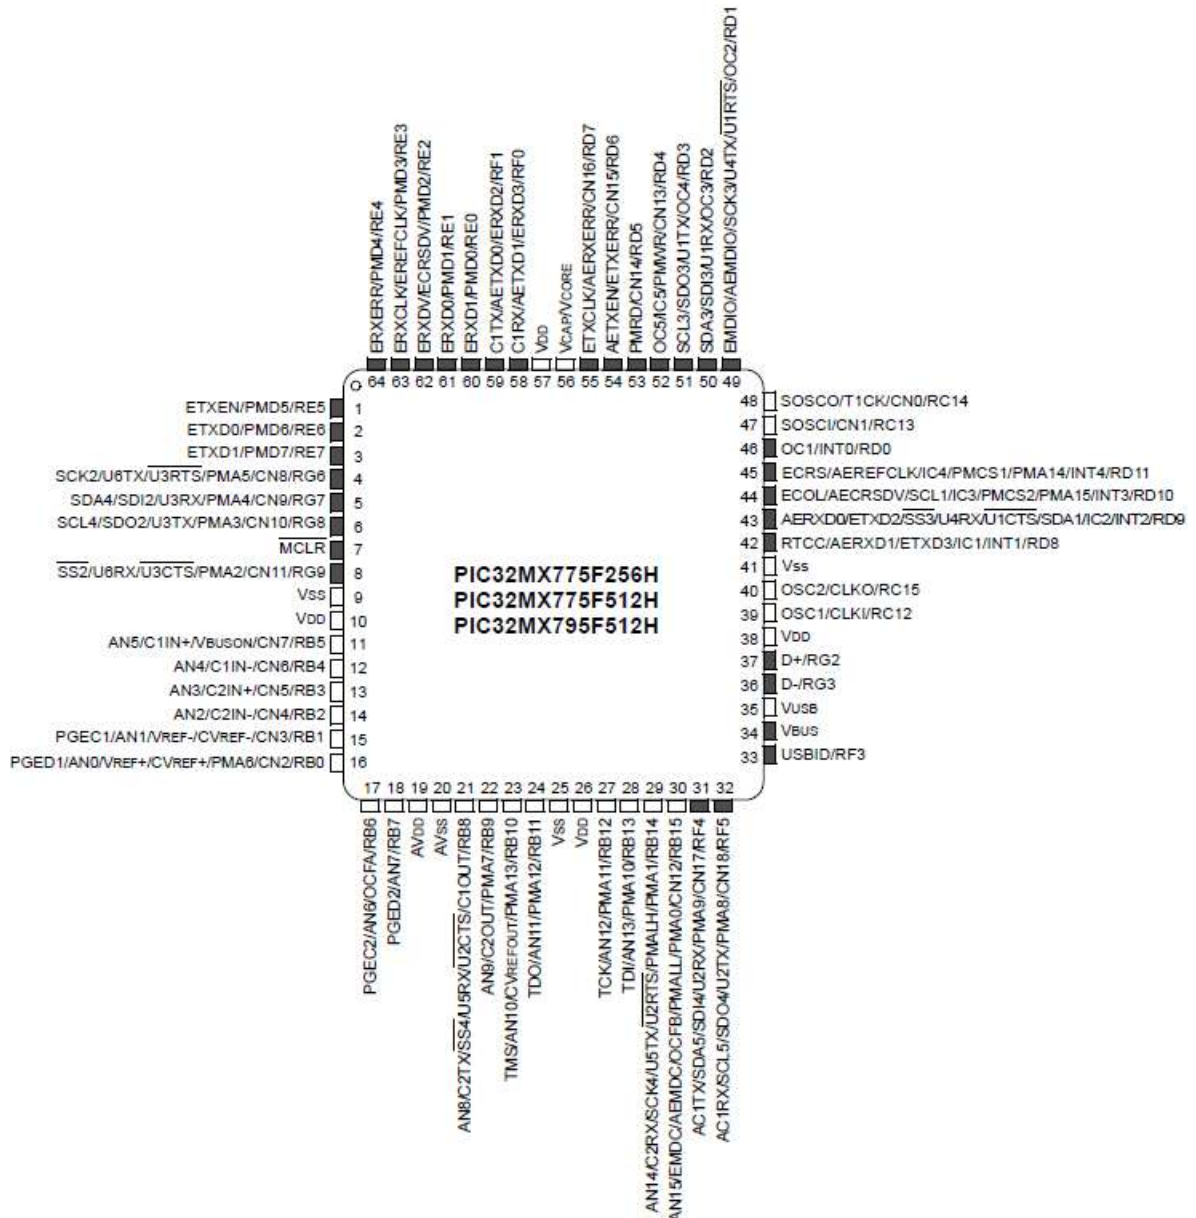 ERXERR/PMD4/RE4
ERXCLK/EREFCLK/PMD3/RE3
ERXDV/ECRSDV/PMD2/RE2
ERXD0/PMD1/RE1
ERXD1/PMD0/RE0
C1TX/AETXD0/ERXD2/RF1
C1RX/AETXD1/ERXD3/RF0
VDD
VCAP/VCORE
ETXCLK/AERXERR/CN16/RD7
AETXEN/ETXERR/CN15/RD6
PMRD/CN14/RD5
OC5/IC5/PMWR/CN13/RD4
SCL3/SDO3/U1TX/OC4/RD3
SDA3/SDI3/U1RX/OC3/RD2
EMDIO/AEMDIO/SCK3/U4TX/U1RTS/OC2/RD1
64 63 62 61 60 59 58 57 56 55 54 53 52 51 50 49
ETXEN/PMD5/RE5 1
ETXD0/PMD6/RE6 2
ETXD1/PMD7/RE7 3
SCK2/U6TX/U3RTS/PMA5/CN8/RG6 4
SDA4/SDI2/U3RX/PMA4/CN9/RG7 5
SCL4/SDO2/U3TX/PMA3/CN10/RG8 6
MCLR 7
SS2/U6RX/U3CTS/PMA2/CN11/RG9 8
VSS 9
VDD 10
AN5/C1IN+/VBUSON/CN7/RB5 11
AN4/C1IN-/CN6/RB4 12
AN3/C2IN+/CN5/RB3 13
AN2/C2IN-/CN4/RB2 14
PGEC1/AN1/VREF-/CVREF-/CN3/RB1 15
PGED1/AN0/VREF+/CVREF+/PMA6/CN2/RB0 16
PIC32MX775F256H
PIC32MX775F512H
PIC32MX795F512H
48 SOSCO/T1CK/CN0/RC14
47 SOSCI/CN1/RC13
46 OC1/INT0/RD0
45 ECRS/AEREFCLK/IC4/PMCS1/PMA14/INT4/RD11
44 ECOL/AECRSDV/SCL1/IC3/PMCS2/PMA15/INT3/RD10
43 AERXD0/ETXD2/SS3/U4RX/U1CTS/SDA1/IC2/INT2/RD9
42 RTCC/AERXD1/ETXD3/IC1/INT1/RD8
41 Vss
40 OSC2/CLKO/RC15
39 OSC1/CLKI/RC12
38 VDD
37 D+/RG2
36 D-/RG3
35 VUSB
34 VBUS
33 USBID/RF3
17 18 19 20 21 22 23 24 25 26 27 28 29 30 31 32
PGEC2/AN6/OCFA/RB6
PGED2/AN7/RB7
AVDD
AVSS
AN8/C2TX/SS4/U5RX/U2CTS/C1OUT/RB8
AN9/C2OUT/PMA7/RB9
TMS/AN10/CVREFOUT/PMA13/RB10
TDO/AN11/PMA12/RB11
VSS
VDD
TCK/AN12/PMA11/RB12
TDI/AN13/PMA10/RB13
AN14/C2RX/SCK4/U5TX/U2RTS/PMALH/PMA1/RB14
AN15/EMDC/AEMDC/OCFB/PMALL/PMA0/CN12/RB15
AC1TX/SDA5/SDI4/U2RX/PMA9/CN17/RF4
AC1RX/SCL5/SDO4/U2TX/PMA8/CN18/RF5